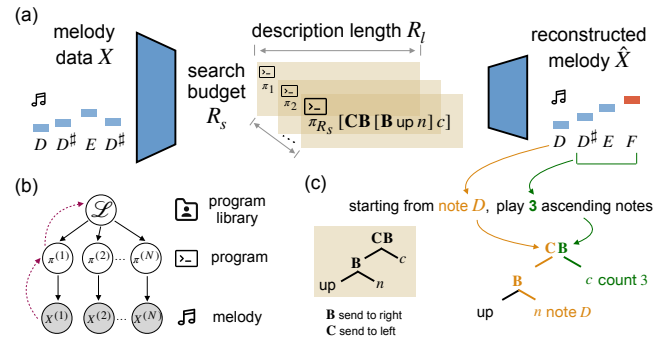 (a)
melody
data X
D D♯ E D♯
search
budget
R_s
description length R_l
π_1
π_2
π_{R_s} [CB [B up n] c]
...
reconstructed
melody X̂
D D♯ E F
(b)
ℒ
program
library
π^(1) π^(2) ... π^(N)
program
X^(1) X^(2) ... X^(N)
melody
(c)
starting from note D, play 3 ascending notes
CB
B
c
up
n
B send to right
C send to left
CB
c count 3
B
up
n note D